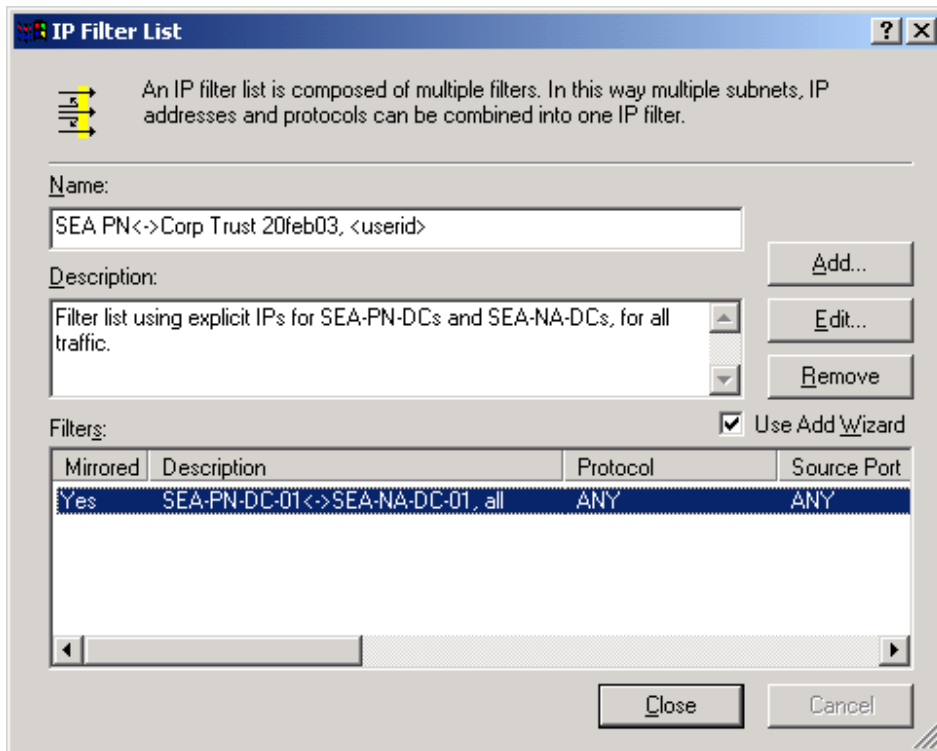 IP Filter List
An IP filter list is composed of multiple filters. In this way multiple subnets, IP
addresses and protocols can be combined into one IP filter.
Name:
SEA PN<->Corp Trust 20feb03, <userid>
Add...
Description:
Filter list using explicit IPs for SEA-PN-DCs and SEA-NA-DCs, for all
traffic.
Edit...
Remove
Filters:
Use Add Wizard
Mirrored Description Protocol Source Port
Yes SEA-PN-DC-01<->SEA-NA-DC-01, all ANY ANY
Close Cancel